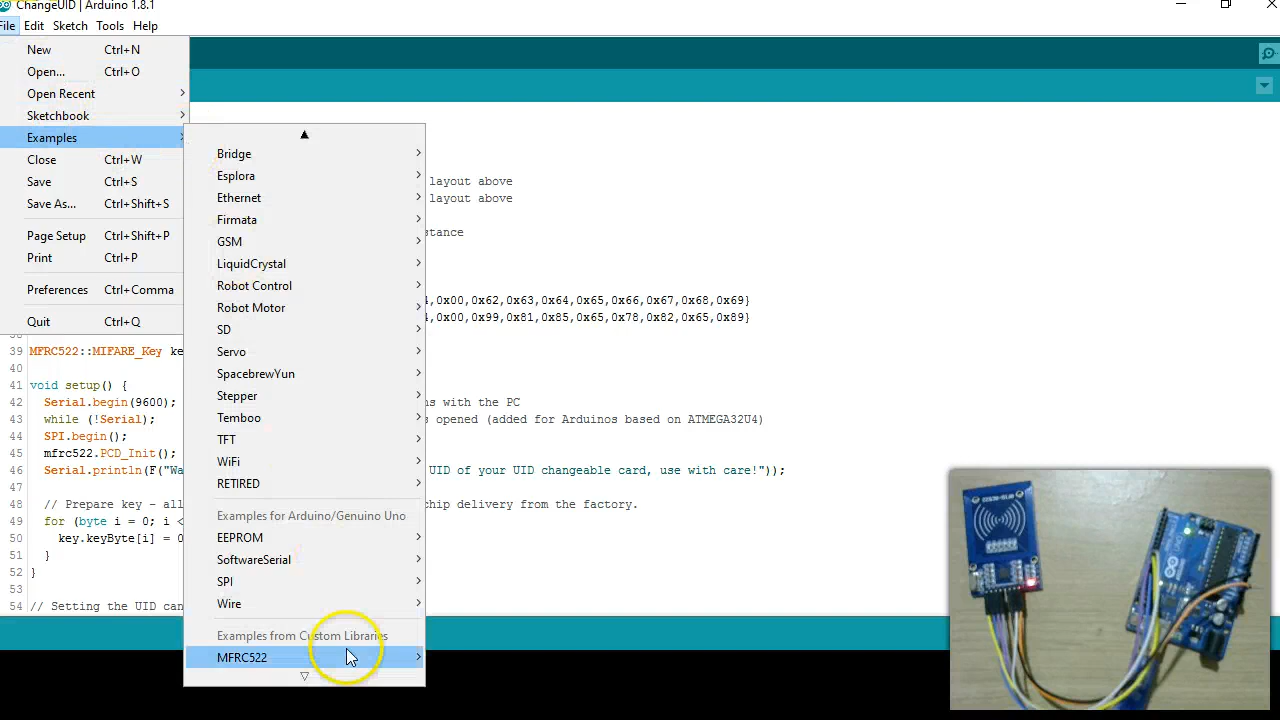 ChangeUID | Arduino 1.8.1
File Edit Sketch Tools Help
New Ctrl+N
Open... Ctrl+O
Open Recent
Sketchbook
Examples
Close Ctrl+W
Save Ctrl+S
Save As... Ctrl+Shift+S
Page Setup Ctrl+Shift+P
Print Ctrl+P
Preferences Ctrl+Comma
Quit Ctrl+Q
Bridge
Esplora
Ethernet
Firmata
GSM
LiquidCrystal
Robot Control
Robot Motor
SD
Servo
SpacebrewYun
Stepper
Temboo
TFT
WiFi
RETIRED
Examples for Arduino/Genuino Uno
EEPROM
SoftwareSerial
SPI
Wire
Examples from Custom Libraries
MFRC522
layout above
layout above
stance
,0x00,0x62,0x63,0x64,0x65,0x66,0x67,0x68,0x69}
,0x00,0x99,0x81,0x85,0x65,0x78,0x82,0x65,0x89}
39 MFRC522::MIFARE_Key ke
40
41 void setup() {
42 Serial.begin(9600); ns with the PC
43 while (!Serial); s opened (added for Arduinos based on ATMEGA32U4)
44 SPI.begin();
45 mfrc522.PCD_Init();
46 Serial.println(F("Wa UID of your UID changeable card, use with care!"));
47
48 // Prepare key - all chip delivery from the factory.
49 for (byte i = 0; i <
50 key.keyByte[i] = 0
51 }
52 }
53
54 // Setting the UID can